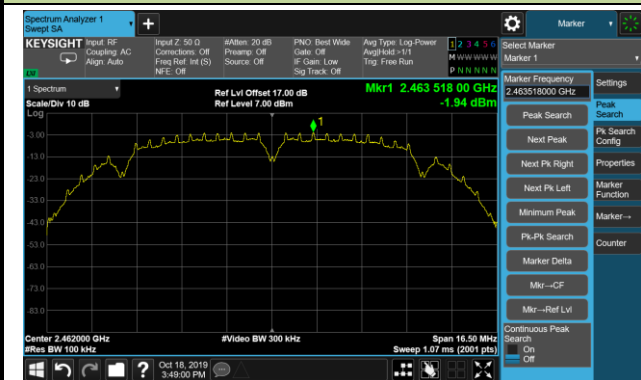 Spectrum Analyzer 1
Swept SA
Marker
KEYSIGHT
Input: RF
Coupling: AC
Align: Auto
Input Z: 50 Ω
Corrections: Off
Freq Ref: Int (S)
NFE: Off
#Atten: 20 dB
Preamp: Off
Source: Off
PNO: Best Wide
Gate: Off
IF Gain: Low
Sig Track: Off
Avg Type: Log-Power
Avg|Hold:>1/1
Trig: Free Run
1 2 3 4 5 6
M W W W W W
P N N N N N
Select Marker
Marker 1
1 Spectrum
Scale/Div 10 dB
Log
Ref Lvl Offset 17.00 dB
Ref Level 7.00 dBm
Mkr1 2.463 518 00 GHz
-1.94 dBm
1
-3.00
-13.0
-23.0
-33.0
-43.0
-53.0
-63.0
-73.0
-83.0
Center 2.462000 GHz
#Res BW 100 kHz
#Video BW 300 kHz
Span 16.50 MHz
Sweep 1.07 ms (2001 pts)
Marker Frequency
2.463518000 GHz
Peak Search
Next Peak
Next Pk Right
Next Pk Left
Minimum Peak
Pk-Pk Search
Marker Delta
Mkr→CF
Mkr→Ref Lvl
Continuous Peak
Search
On
Off
Settings
Peak
Search
Pk Search
Config
Properties
Marker
Function
Marker→
Counter
Oct 18, 2019
3:49:00 PM